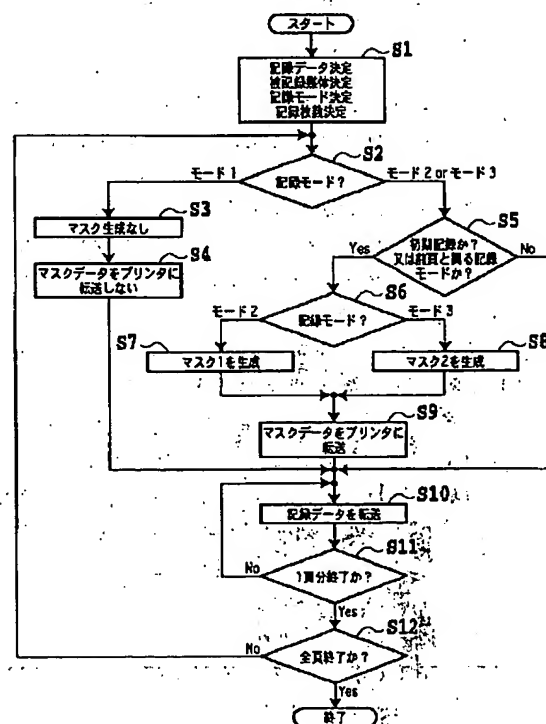 スタート
S1
記録データ決定
被記録媒体決定
記録モード決定
記録枚数決定
S2
記録モード?
モード1
モード2 or モード3
S3
マスク生成なし
S4
マスクデータをプリンタに
転送しない
S5
初期記録か?
又は前頁と異る記録
モードか?
Yes
No
S6
記録モード?
モード2
モード3
S7
マスク1を生成
S8
マスク2を生成
S9
マスクデータをプリンタに
転送
S10
記録データを転送
S11
1頁分終了か?
No
Yes
S12
全頁終了か?
No
Yes
終了